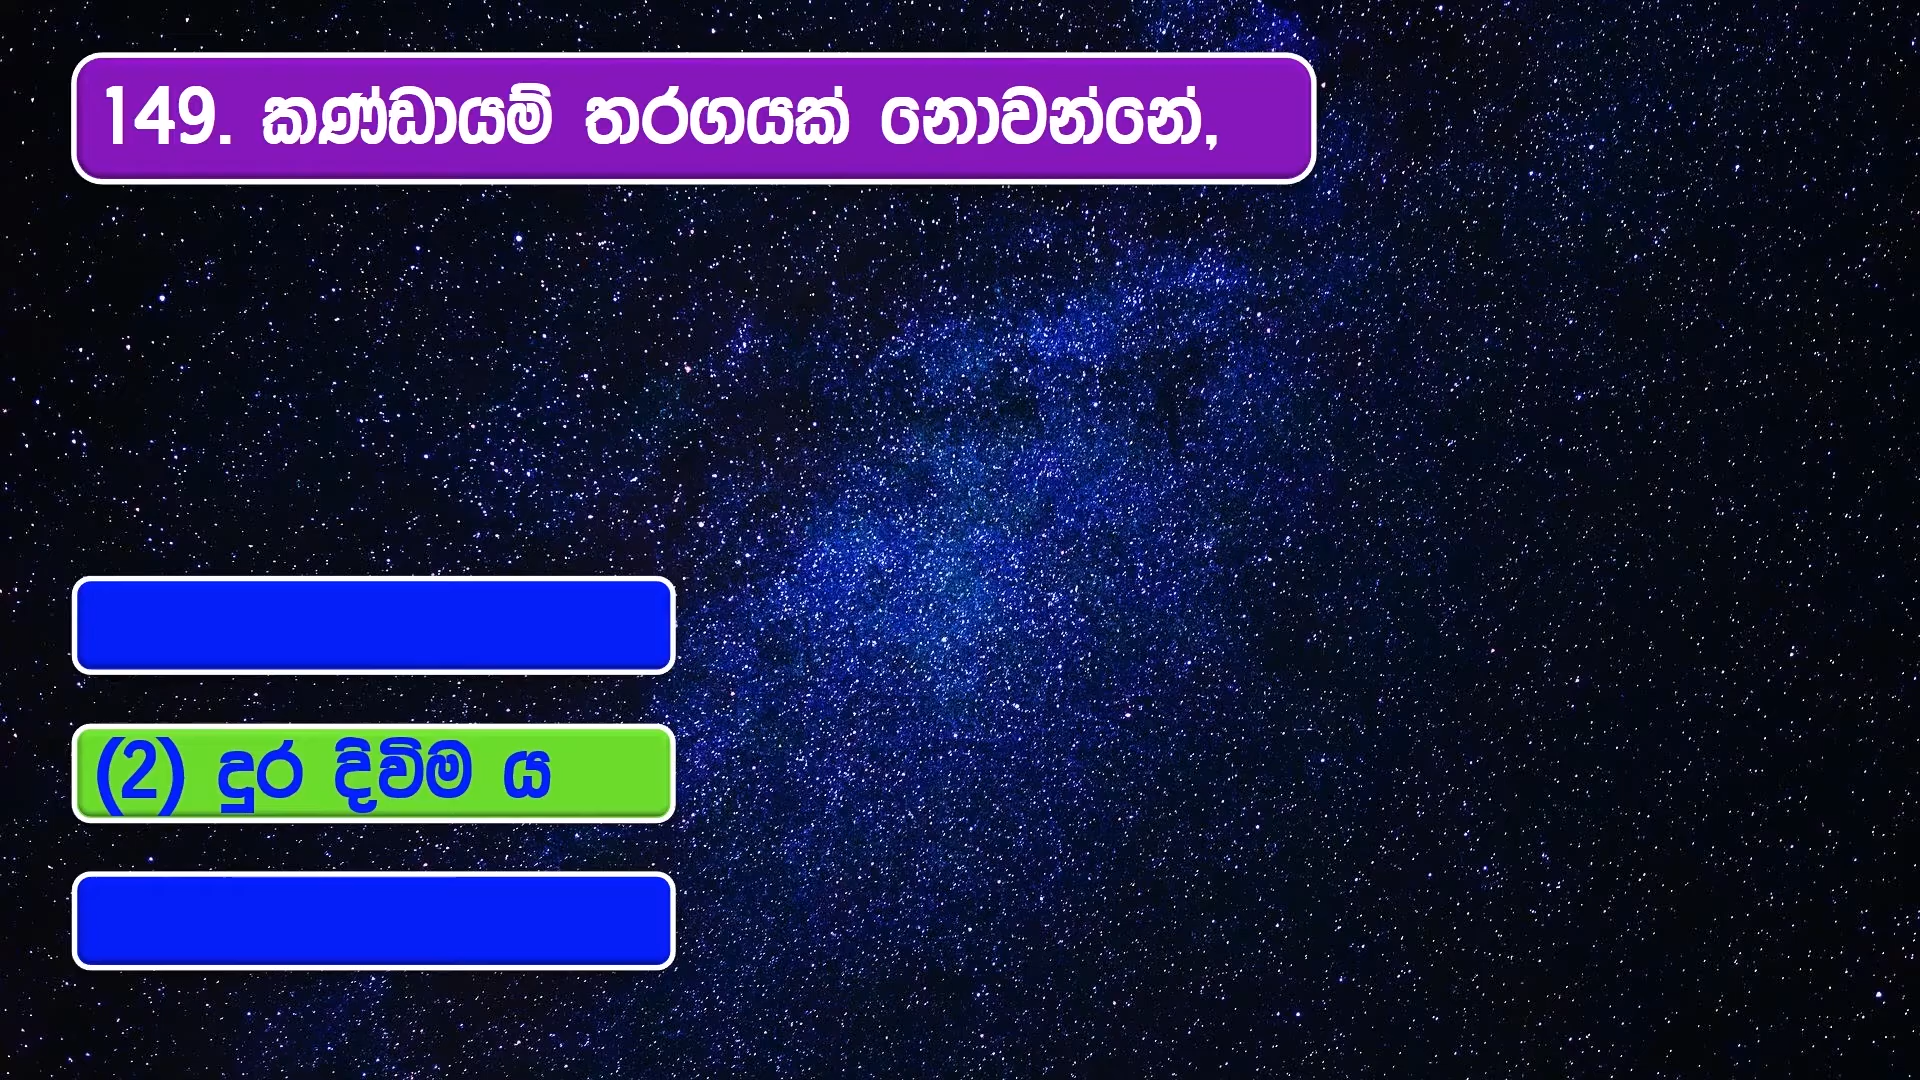 149. කණ්ඩායම් තරගයක් නොවන්නේ,
(2) දුර දිවිම ය